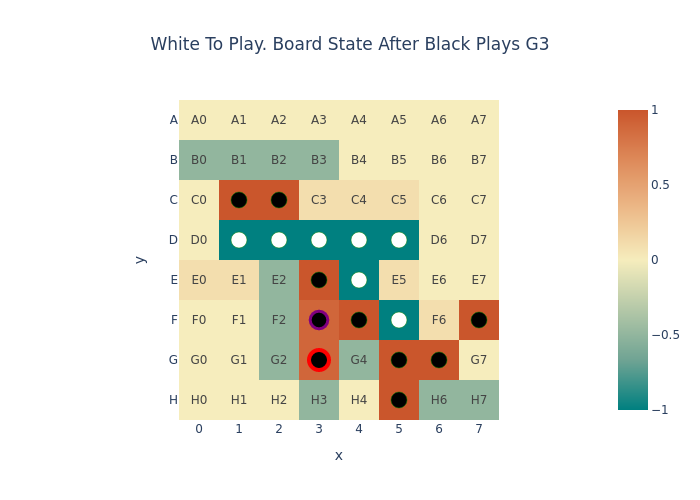 White To Play. Board State After Black Plays G3
A A0 A1 A2 A3 A4 A5 A6 A7
B B0 B1 B2 B3 B4 B5 B6 B7
C C0 C3 C4 C5 C6 C7
D D0 D6 D7
E E0 E1 E2 E5 E6 E7
F F0 F1 F2 F6
G G0 G1 G2 G4 G7
H H0 H1 H2 H3 H4 H6 H7
0 1 2 3 4 5 6 7
x
y
1
0.5
0
−0.5
−1